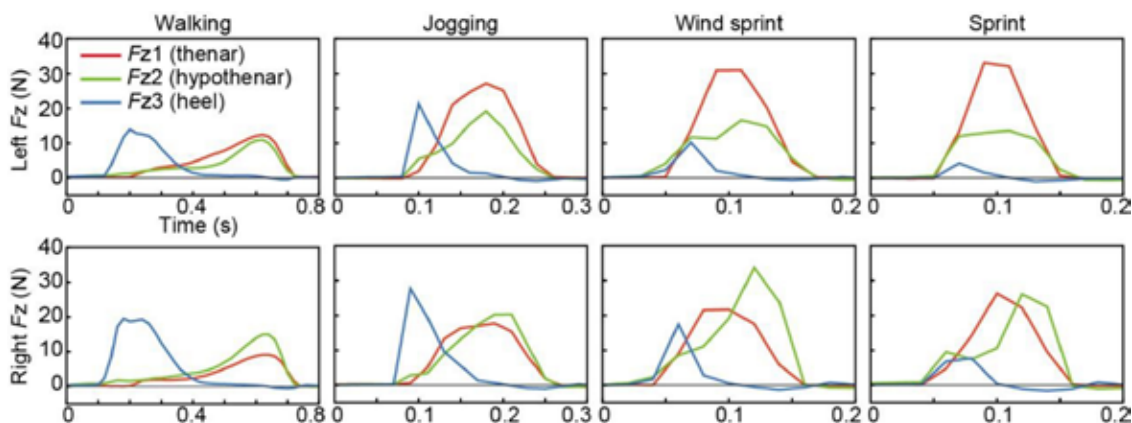 Walking Jogging Wind sprint Sprint
40
30
20
10
0
Left Fz (N)
Fz1 (thenar)
Fz2 (hypothenar)
Fz3 (heel)
0 0.4 0.8 0 0.1 0.2 0.3 0 0.1 0.2 0 0.1 0.2
Time (s)
40
30
20
10
0
Right Fz (N)
0 0.4 0.8 0 0.1 0.2 0.3 0 0.1 0.2 0 0.1 0.2